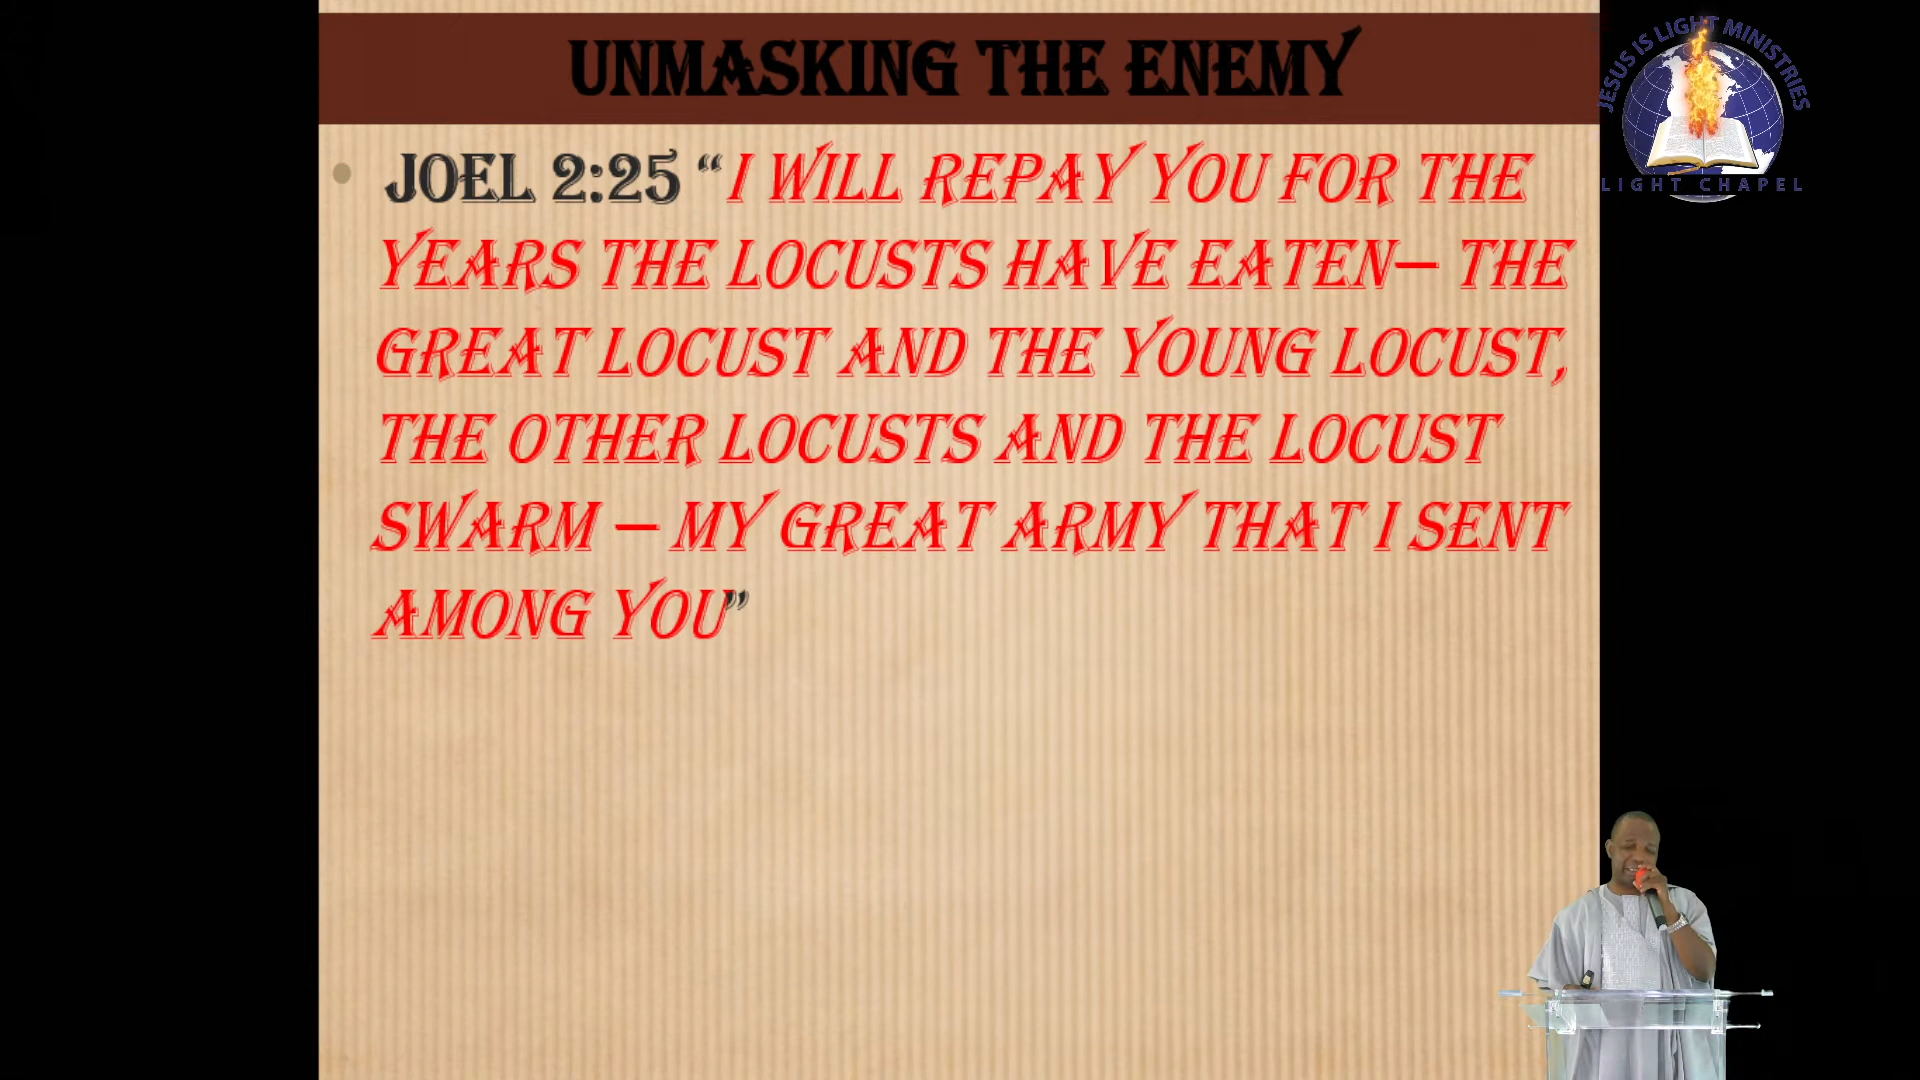 UNMASKING THE ENEMY
JESUS IS LIGHT MINISTRIES
LIGHT CHAPEL
• JOEL 2:25 “I WILL REPAY YOU FOR THE
YEARS THE LOCUSTS HAVE EATEN— THE
GREAT LOCUST AND THE YOUNG LOCUST,
THE OTHER LOCUSTS AND THE LOCUST
SWARM — MY GREAT ARMY THAT I SENT
AMONG YOU”